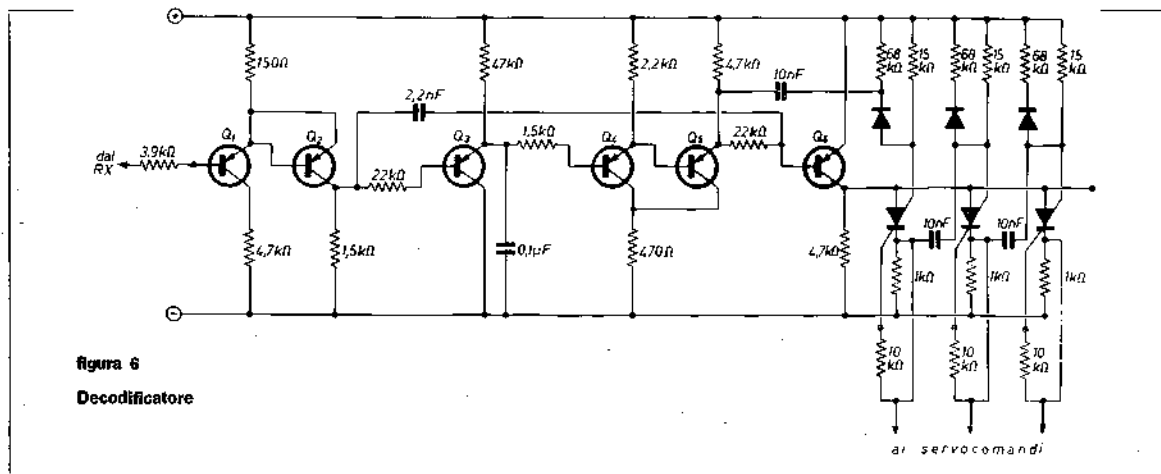 +
150Ω
47kΩ
2,2kΩ
4,7kΩ
10nF
68 kΩ
15 kΩ
68 kΩ
15 kΩ
68 kΩ
15 kΩ
2,2nF
Q1
Q2
Q3
1,5kΩ
Q4
Q5
22kΩ
Q6
dal RX
3,9kΩ
22kΩ
10nF
10nF
4,7kΩ
1,5kΩ
0,1µF
470Ω
4,7kΩ
1kΩ
1kΩ
1kΩ
-
figura 6
Decodificatore
10 kΩ
10 kΩ
10 kΩ
ai servocomandi